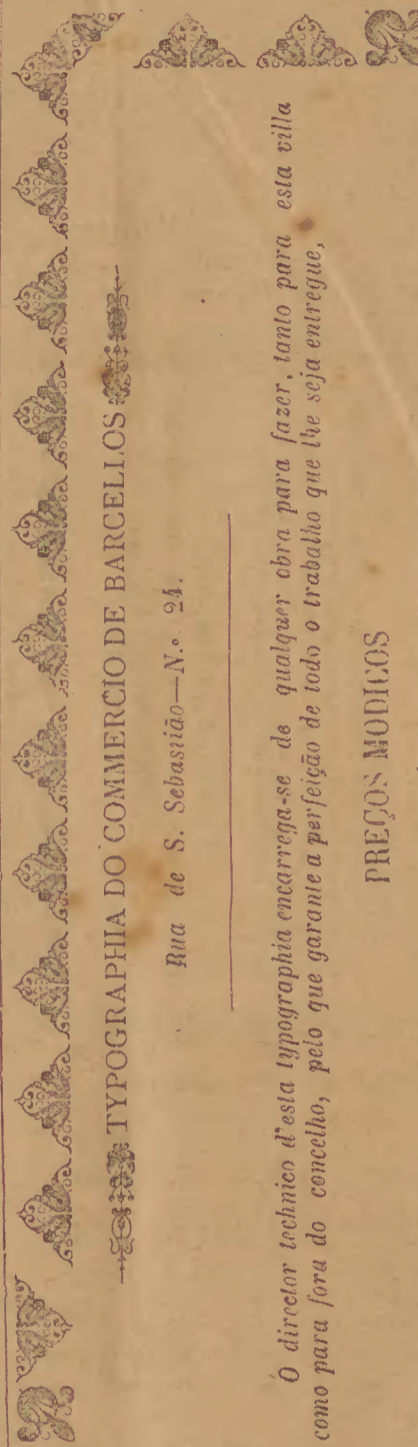 TYPOGRAPHIA DO COMMERCIO DE BARCELLOS
Rua de S. Sebastião—N.º 24.
O director technico d'esta typographia encarrega-se de qualquer obra para fazer, tanto para esta villa
como para fora do concelho, pelo que garante a perfeição de todo o trabalho que lhe seja entregue,
PREÇOS MODICOS